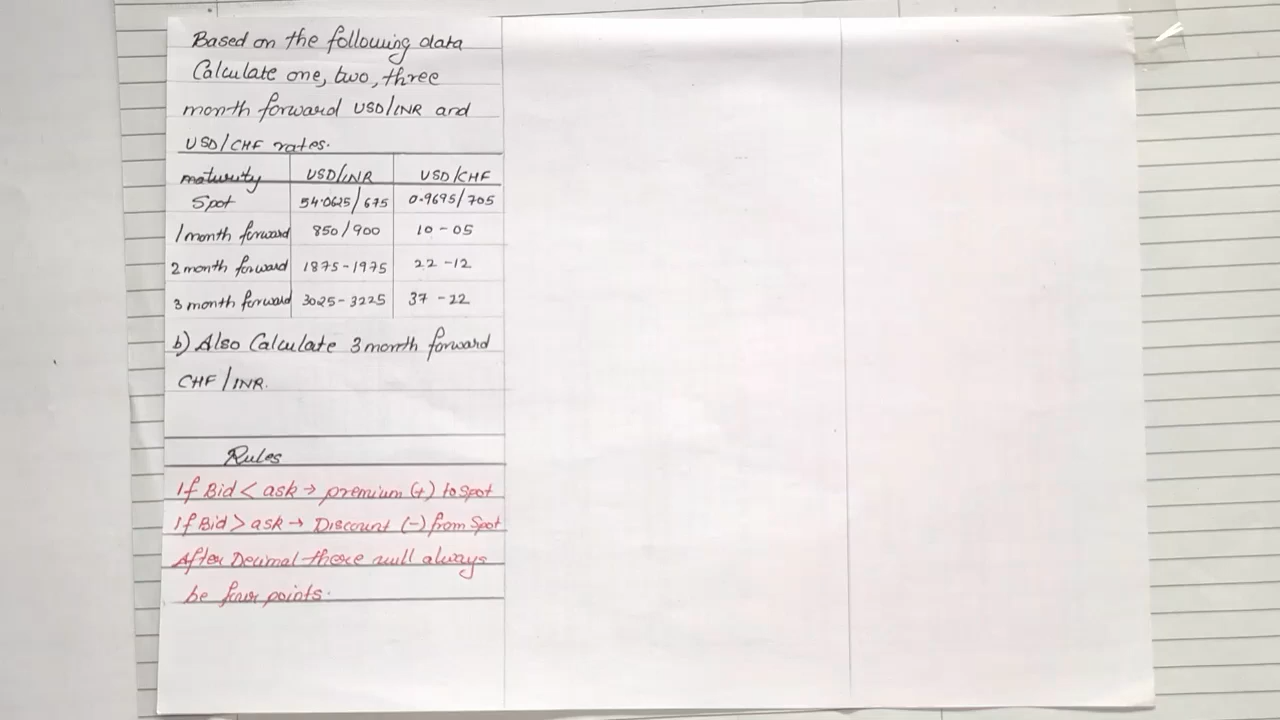 Based on the following data
Calculate one, two, three
month forward USD/INR and
USD/CHF rates.
maturity USD/INR USD/CHF
Spot 54.0625/675 0.9695/705
1 month forward 850/900 10-05
2 month forward 1875-1975 22-12
3 month forward 3025-3225 37-22
b) Also Calculate 3 month forward
CHF/INR.
Rules
If Bid < ask → premium (+) to spot
If Bid > ask → Discount (-) from Spot
After Decimal there will always
be four points.